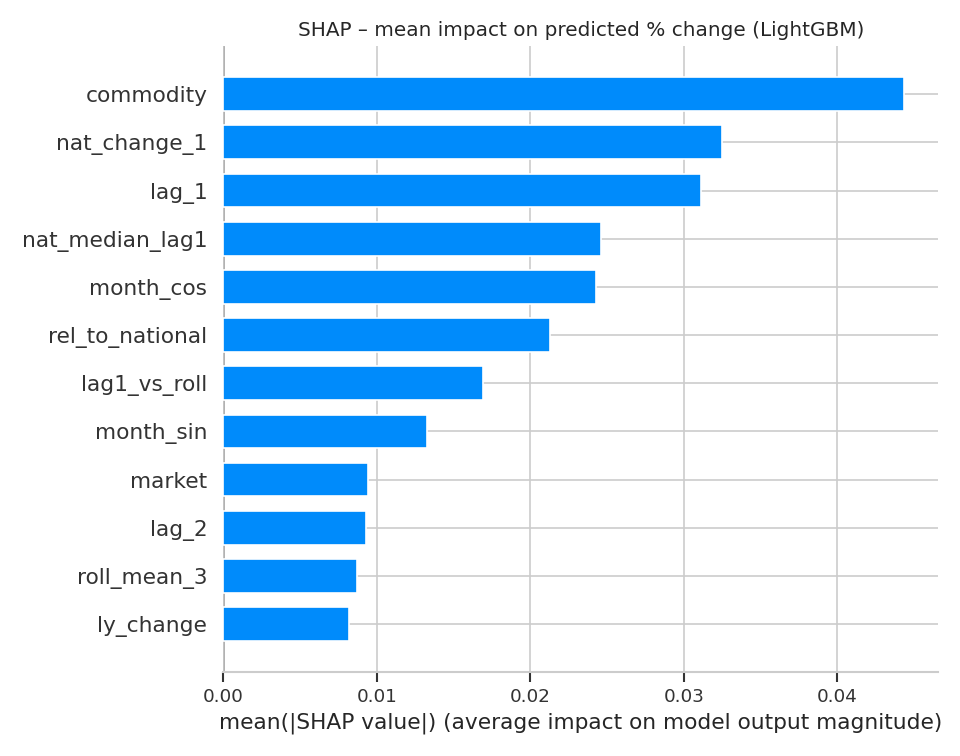 SHAP – mean impact on predicted % change (LightGBM)
commodity
nat_change_1
lag_1
nat_median_lag1
month_cos
rel_to_national
lag1_vs_roll
month_sin
market
lag_2
roll_mean_3
ly_change
0.00 0.01 0.02 0.03 0.04
mean(|SHAP value|) (average impact on model output magnitude)